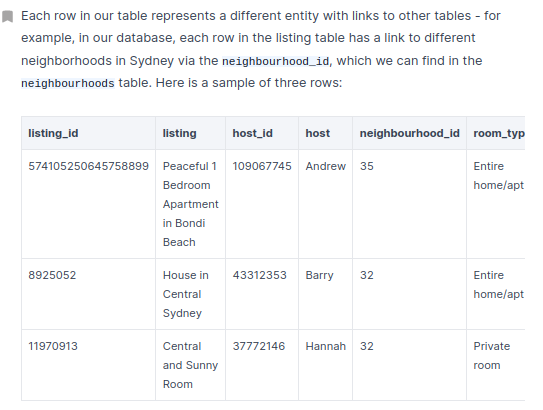 Each row in our table represents a different entity with links to other tables - for
example, in our database, each row in the listing table has a link to different
neighborhoods in Sydney via the neighbourhood_id, which we can find in the
neighbourhoods table. Here is a sample of three rows:
listing_id listing host_id host neighbourhood_id room_typ
574105250645758899 Peaceful 1 109067745 Andrew 35 Entire
Bedroom home/apt
Apartment
in Bondi
Beach
8925052 House in 43312353 Barry 32 Entire
Central home/apt
Sydney
11970913 Central 37772146 Hannah 32 Private
and Sunny room
Room